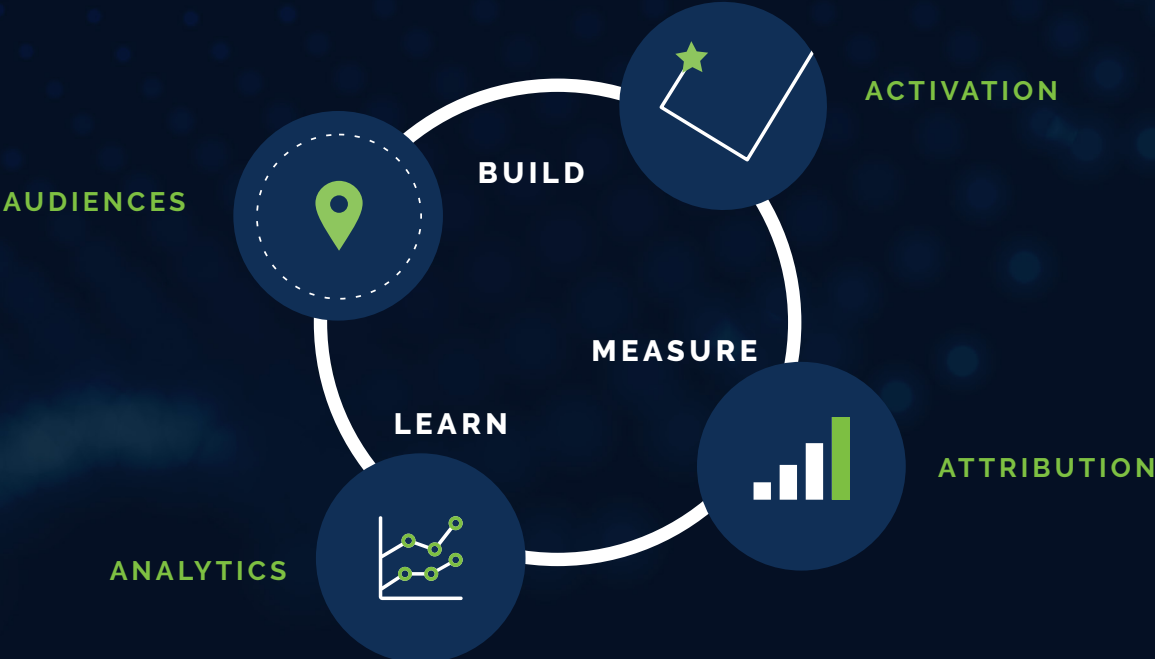 ACTIVATION
BUILD
AUDIENCES
MEASURE
LEARN
ATTRIBUTION
ANALYTICS